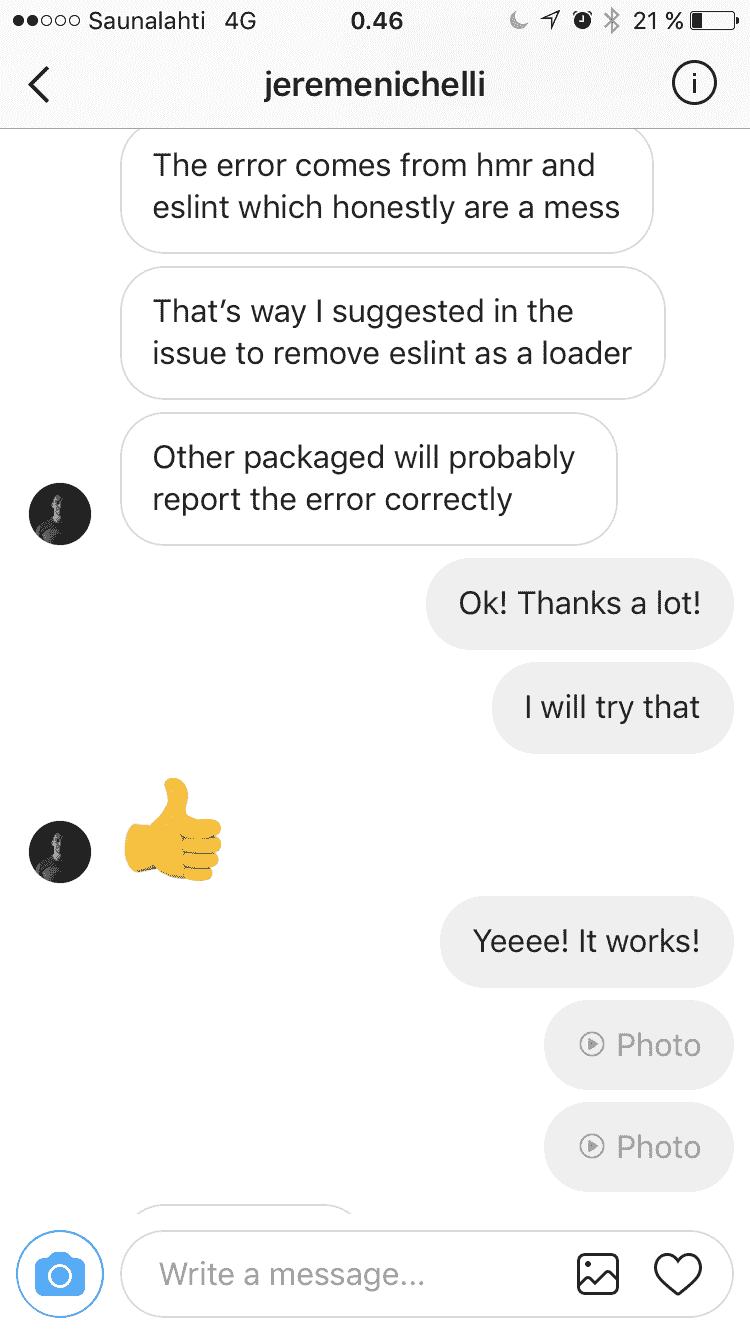 Saunalahti 4G 0.46 21 %
jeremenichelli
The error comes from hmr and
eslint which honestly are a mess
That's way I suggested in the
issue to remove eslint as a loader
Other packaged will probably
report the error correctly
Ok! Thanks a lot!
I will try that
Yeeee! It works!
Photo
Photo
Write a message...